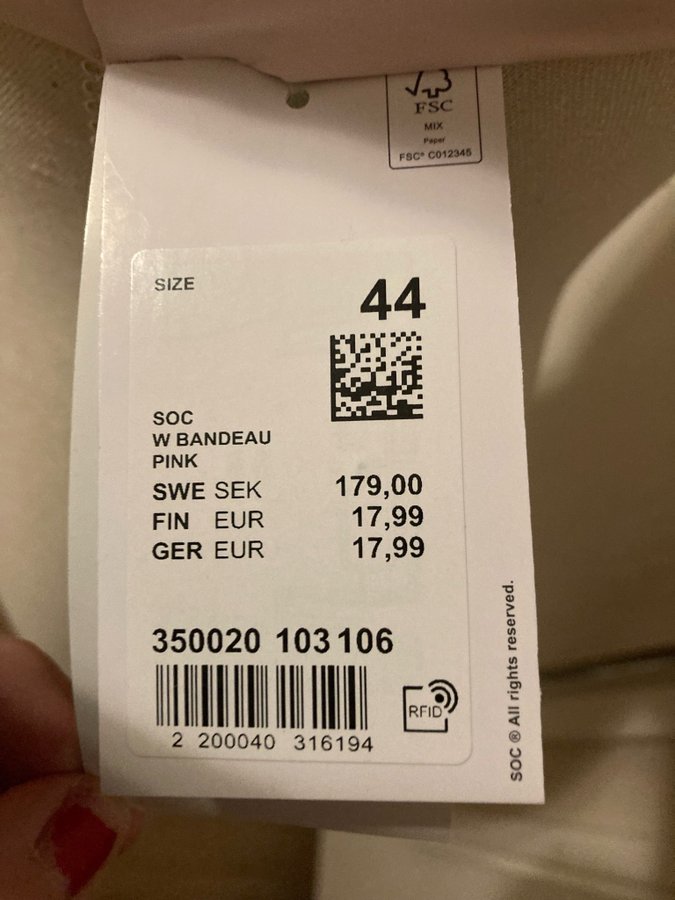 FSC
MIX
Paper
FSC® C012345
SIZE
44
SOC
W BANDEAU
PINK
SWE SEK 179,00
FIN EUR 17,99
GER EUR 17,99
350020 103106
2 200040 316194
RFID
SOC ® All rights reserved.